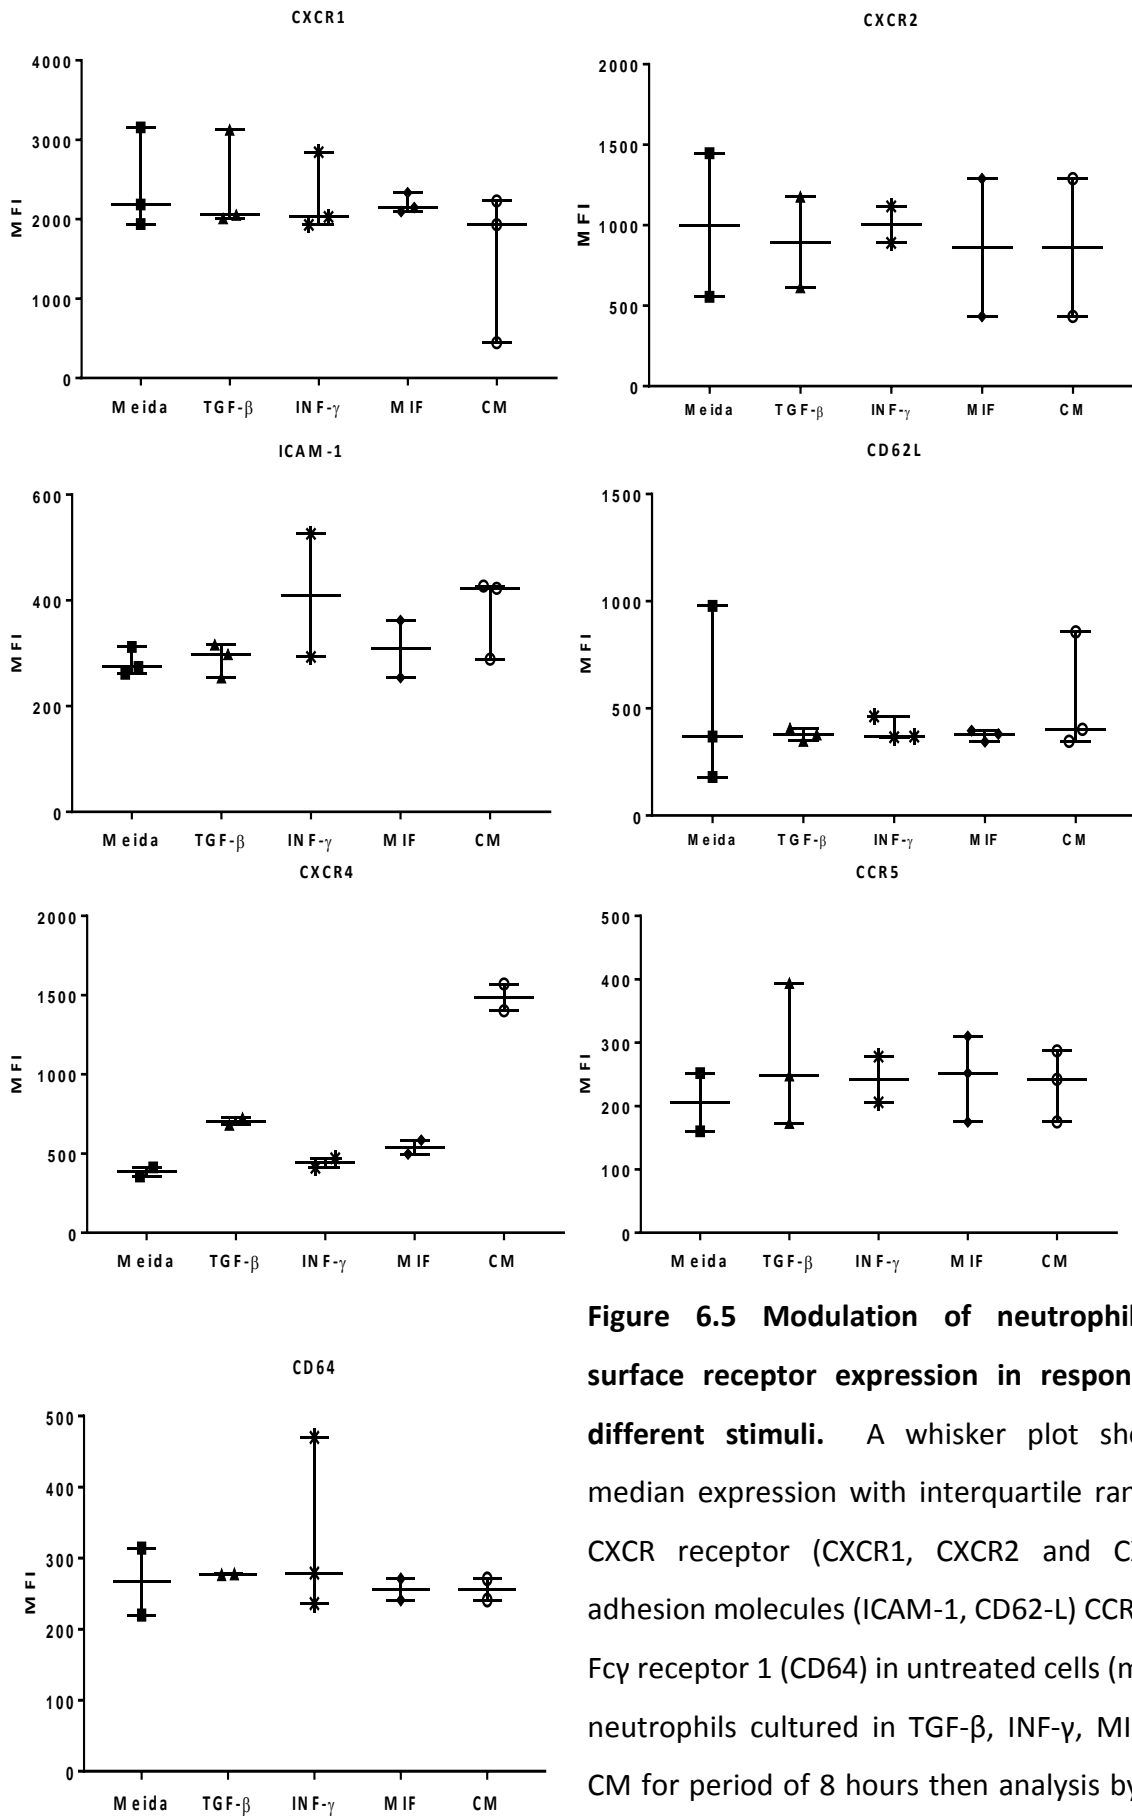 CXCR1
4000
3000
2000
1000
0
MFI
Meida TGF-β INF-γ MIF CM
CXCR2
2000
1500
1000
500
0
MFI
Meida TGF-β INF-γ MIF CM
ICAM-1
600
400
200
0
MFI
Meida TGF-β INF-γ MIF CM
CD62L
1500
1000
500
0
MFI
Meida TGF-β INF-γ MIF CM
CXCR4
2000
1500
1000
500
0
MFI
Meida TGF-β INF-γ MIF CM
CCR5
500
400
300
200
100
0
MFI
Meida TGF-β INF-γ MIF CM
CD64
500
400
300
200
100
0
MFI
Meida TGF-β INF-γ MIF CM
Figure 6.5 Modulation of neutrophil
surface receptor expression in respon
different stimuli. A whisker plot sho
median expression with interquartile ran
CXCR receptor (CXCR1, CXCR2 and CX
adhesion molecules (ICAM-1, CD62-L) CCR
Fcγ receptor 1 (CD64) in untreated cells (m
neutrophils cultured in TGF-β, INF-γ, MI
CM for period of 8 hours then analysis by